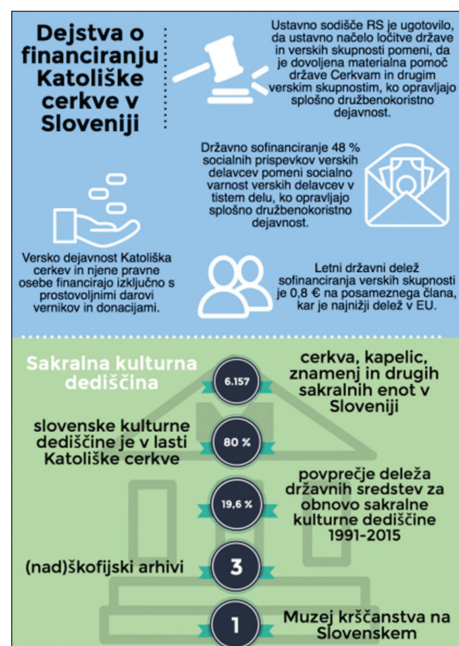 Dejstva o
financiranju
Katoliške
cerkve v
Sloveniji
Ustavno sodišče RS je ugotovilo,
da ustavno načelo ločitve države
in verskih skupnosti pomeni, da
je dovoljena materialna pomoč
države Cerkvam in drugim
verskim skupnostim, ko opravljajo
splošno družbenokoristno
dejavnost.
Državno sofinanciranje 48 %
socialnih prispevkov verskih
delavcev pomeni socialno
varnost verskih delavcev v
tistem delu, ko opravljajo
splošno družbenokoristno
dejavnost.
Versko dejavnost Katoliška
cerkev in njene pravne
osebe financirajo izključno s
prostovoljnimi darovi
vernikov in donacijami.
Letni državni delež
sofinanciranja verskih skupnosti
je 0,8 € na posameznega člana,
kar je najnižji delež v EU.
Sakralna kulturna
dediščina
6.157
cerkva, kapelic,
znamenj in drugih
sakralnih enot v
Sloveniji
slovenske kulturne
dediščine je v lasti
Katoliške cerkve
80 %
19,6 %
povprečje deleža
državnih sredstev za
obnovo sakralne
kulturne dediščine
1991-2015
(nad)škofijski arhivi
3
1
Muzej krščanstva na
Slovenskem